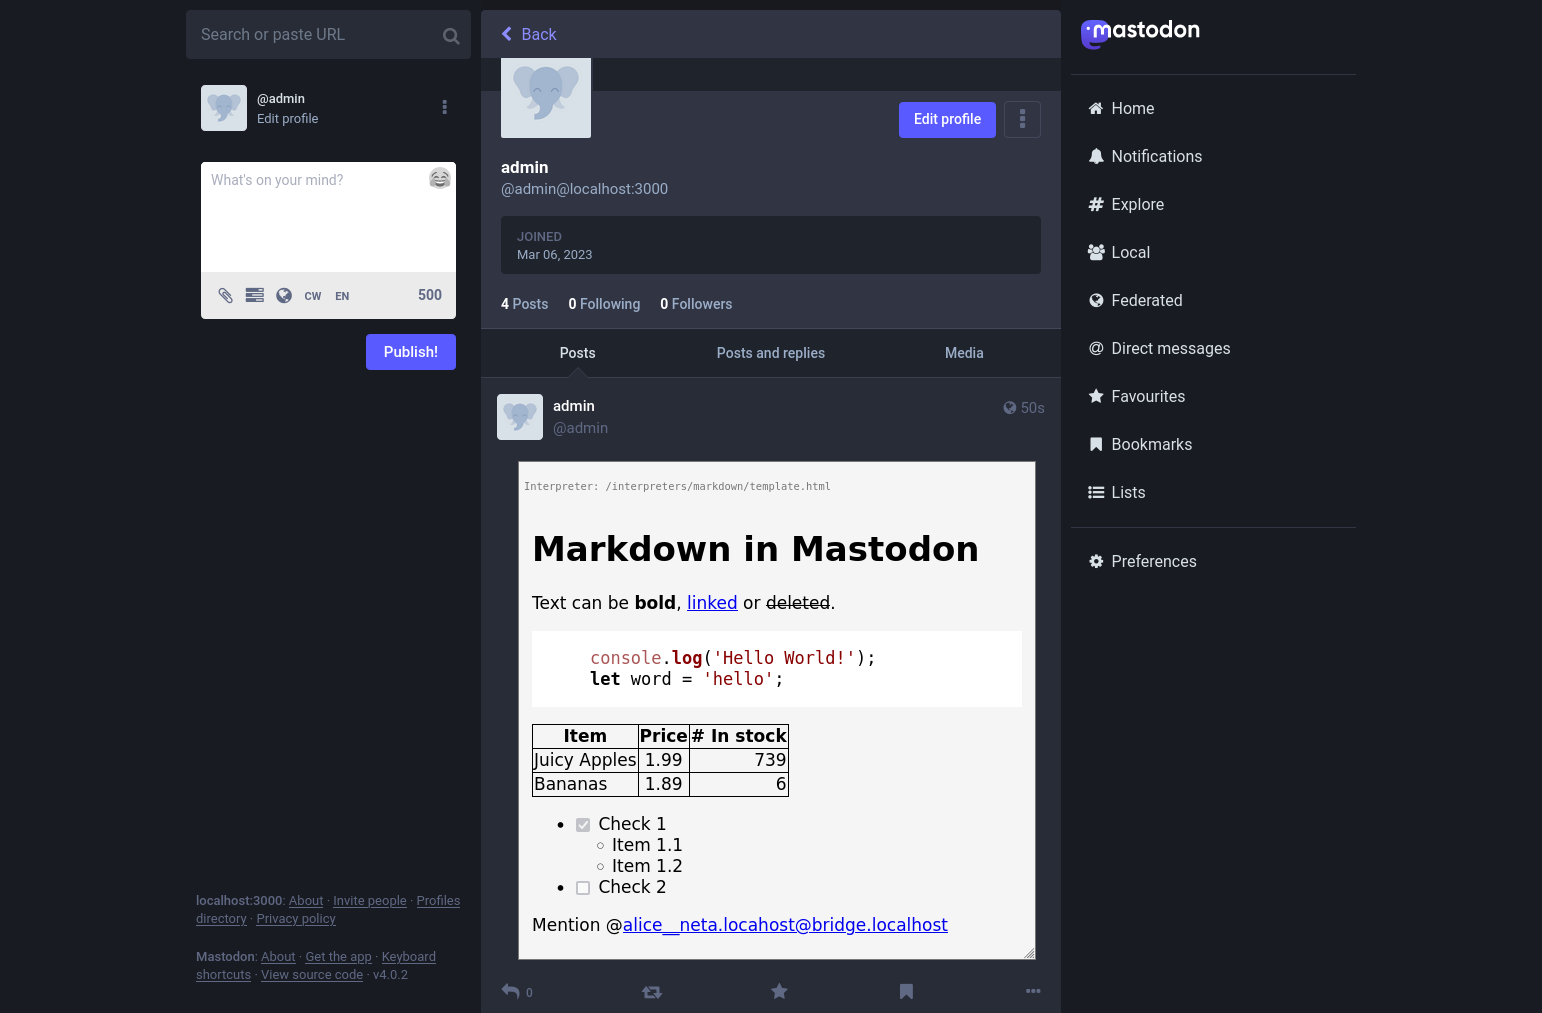 Search or paste URL
@admin
Edit profile
What's on your mind?
CW EN 500
Publish!
localhost:3000: About · Invite people · Profiles
directory · Privacy policy
Mastodon: About · Get the app · Keyboard
shortcuts · View source code · v4.0.2
Back
Edit profile
admin
@admin@localhost:3000
JOINED
Mar 06, 2023
4 Posts 0 Following 0 Followers
Posts Posts and replies Media
admin 50s
@admin
Interpreter: /interpreters/markdown/template.html
Markdown in Mastodon
Text can be bold, linked or deleted.
console.log('Hello World!');
let word = 'hello';
Item Price # In stock
Juicy Apples 1.99 739
Bananas 1.89 6
Check 1
Item 1.1
Item 1.2
Check 2
Mention @alice__neta.locahost@bridge.localhost
0
mastodon
Home
Notifications
Explore
Local
Federated
Direct messages
Favourites
Bookmarks
Lists
Preferences